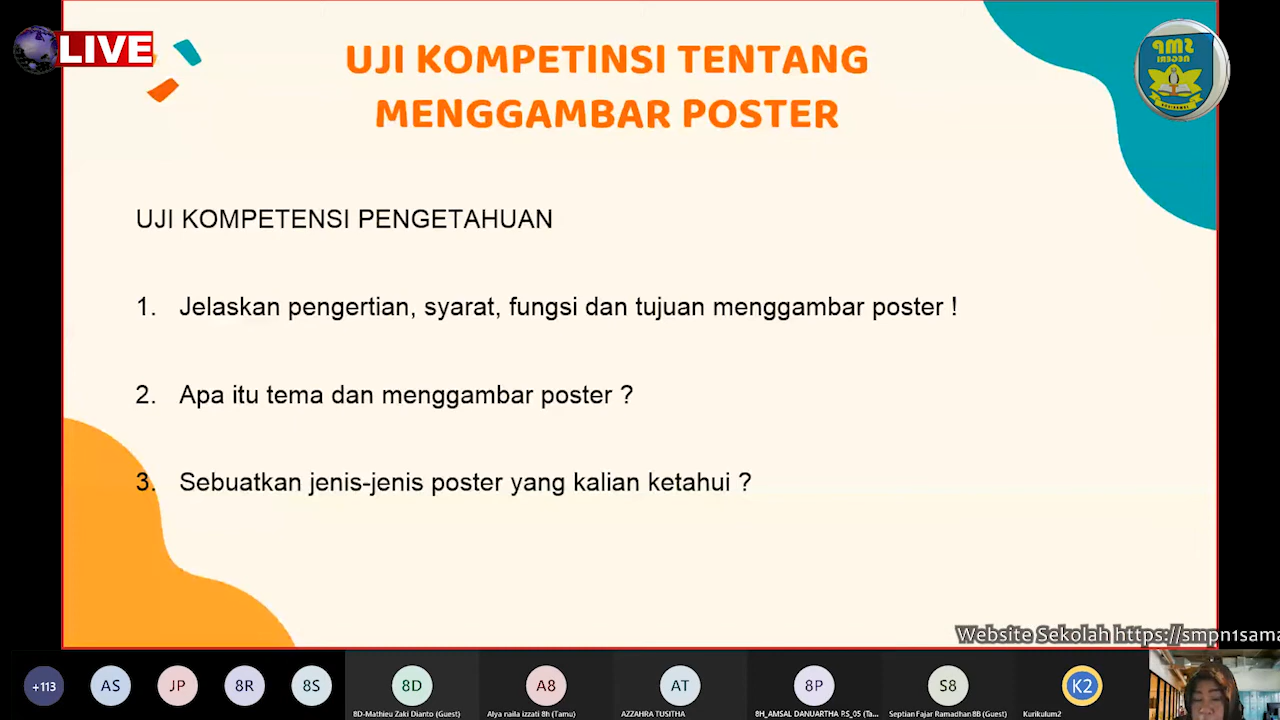 LIVE
UJI KOMPETINSI TENTANG
MENGGAMBAR POSTER
SMP
NEGERI
UJI KOMPETENSI PENGETAHUAN
1. Jelaskan pengertian, syarat, fungsi dan tujuan menggambar poster !
2. Apa itu tema dan menggambar poster ?
3. Sebuatkan jenis-jenis poster yang kalian ketahui ?
Website Sekolah https://smpn1sama
+113 AS JP 8R 8S 8D A8 AT 8P S8 K2
8D-Mathieu Zaki Dianto (Guest) Alya naila izzati 8h (Tamu) AZZAHRA TUSITHA 8H_AMSAL DANUARTHA P.S_05 (Ta... Septian Fajar Ramadhan 8B (Guest) Kurikulum2